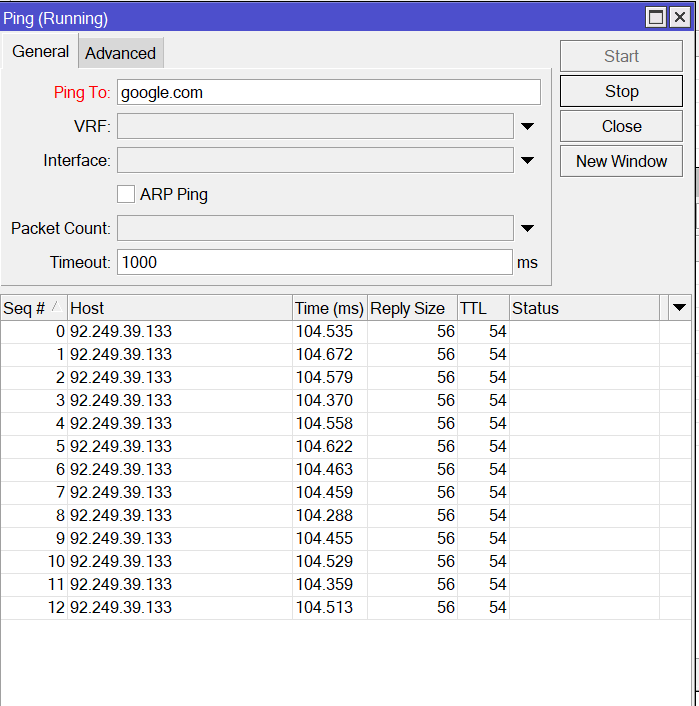 Ping (Running)
General Advanced
Start
Ping To: google.com
Stop
VRF:
Close
Interface:
New Window
ARP Ping
Packet Count:
Timeout: 1000 ms
Seq # Host Time (ms) Reply Size TTL Status
0 92.249.39.133 104.535 56 54
1 92.249.39.133 104.672 56 54
2 92.249.39.133 104.579 56 54
3 92.249.39.133 104.370 56 54
4 92.249.39.133 104.558 56 54
5 92.249.39.133 104.622 56 54
6 92.249.39.133 104.463 56 54
7 92.249.39.133 104.459 56 54
8 92.249.39.133 104.288 56 54
9 92.249.39.133 104.455 56 54
10 92.249.39.133 104.529 56 54
11 92.249.39.133 104.359 56 54
12 92.249.39.133 104.513 56 54